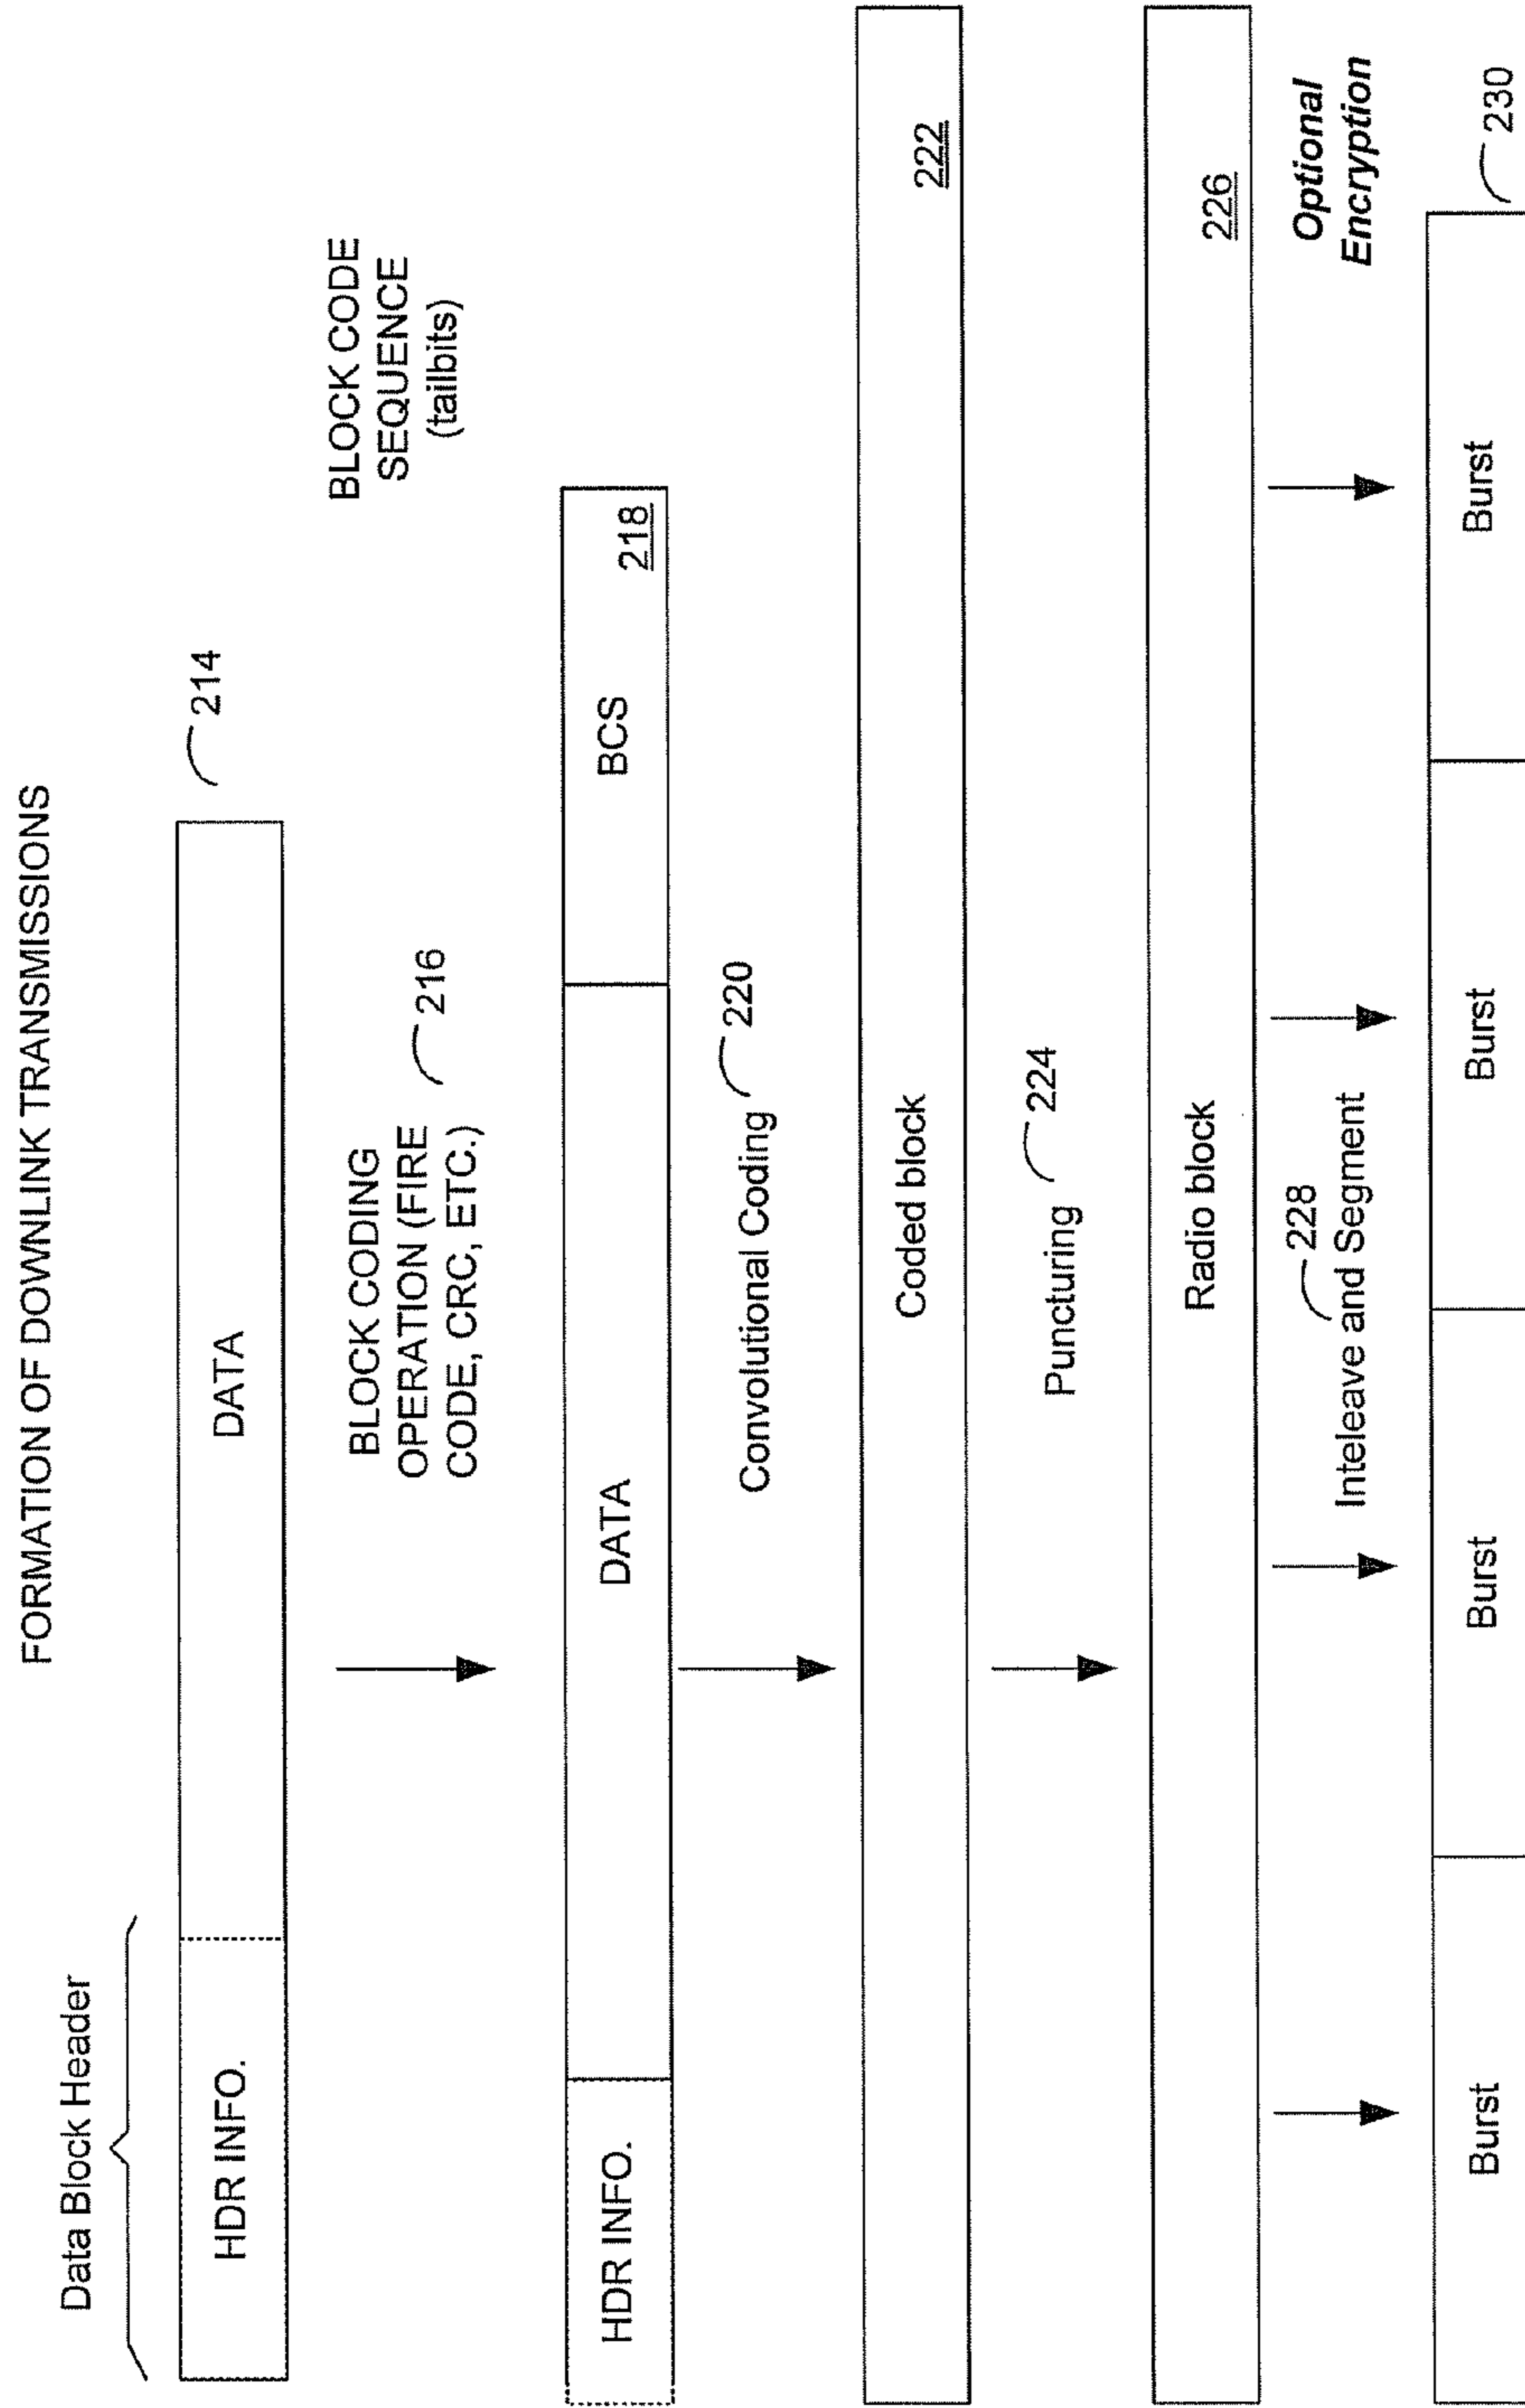 FORMATION OF DOWNLINK TRANSMISSIONS
Data Block Header
HDR INFO.
DATA
214
BLOCK CODING
OPERATION (FIRE
CODE, CRC, ETC.)
216
BLOCK CODE
SEQUENCE
(tailbits)
HDR INFO.
DATA
BCS
218
Convolutional Coding
220
Coded block
222
Puncturing
224
Radio block
226
228
Inteleave and Segment
Optional
Encryption
Burst
Burst
Burst
Burst
230